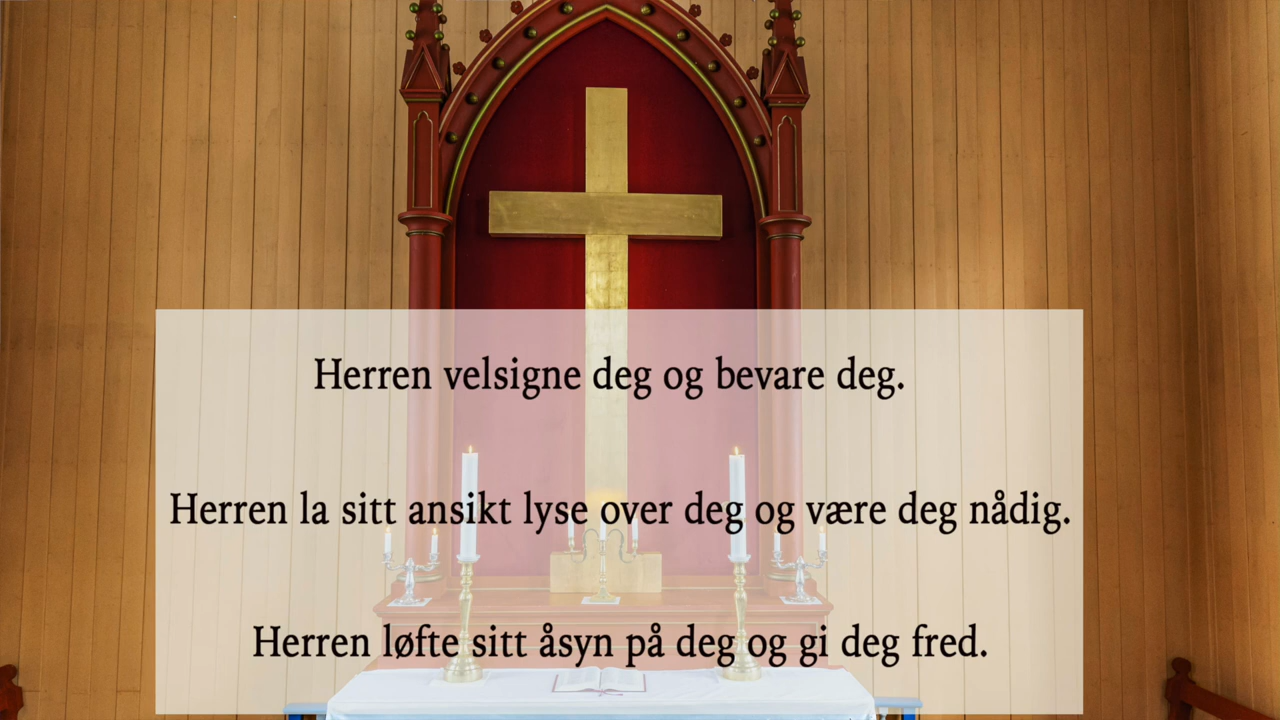 Herren velsigne deg og bevare deg.
Herren la sitt ansikt lyse over deg og være deg nådig.
Herren løfte sitt åsyn på deg og gi deg fred.